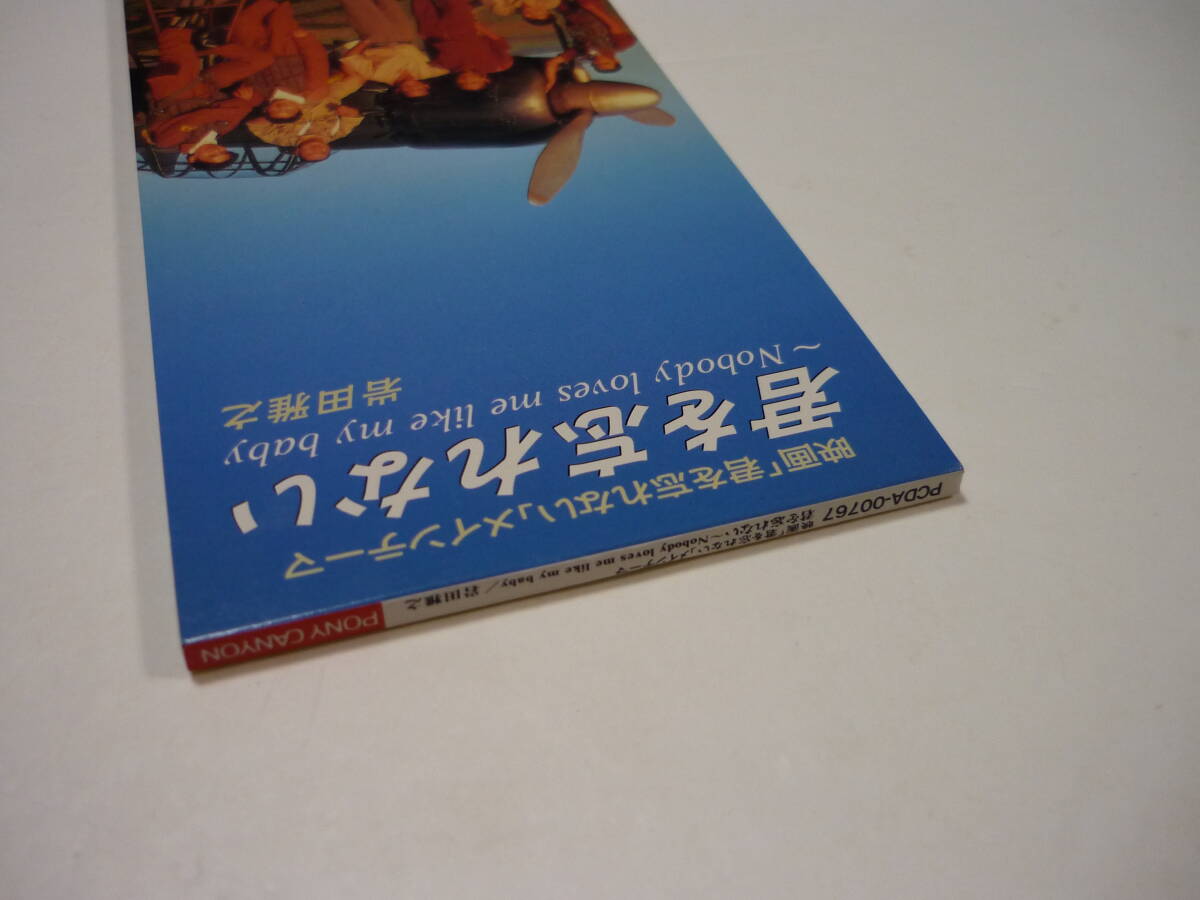 映画「君を忘れない」メインテーマ
君を忘れない
～Nobody loves me like my baby
岩田雅之
PCDA-00767
映画「君を忘れない」メインテーマ
君を忘れない～Nobody loves me like my baby／岩田雅之
PONY CANYON